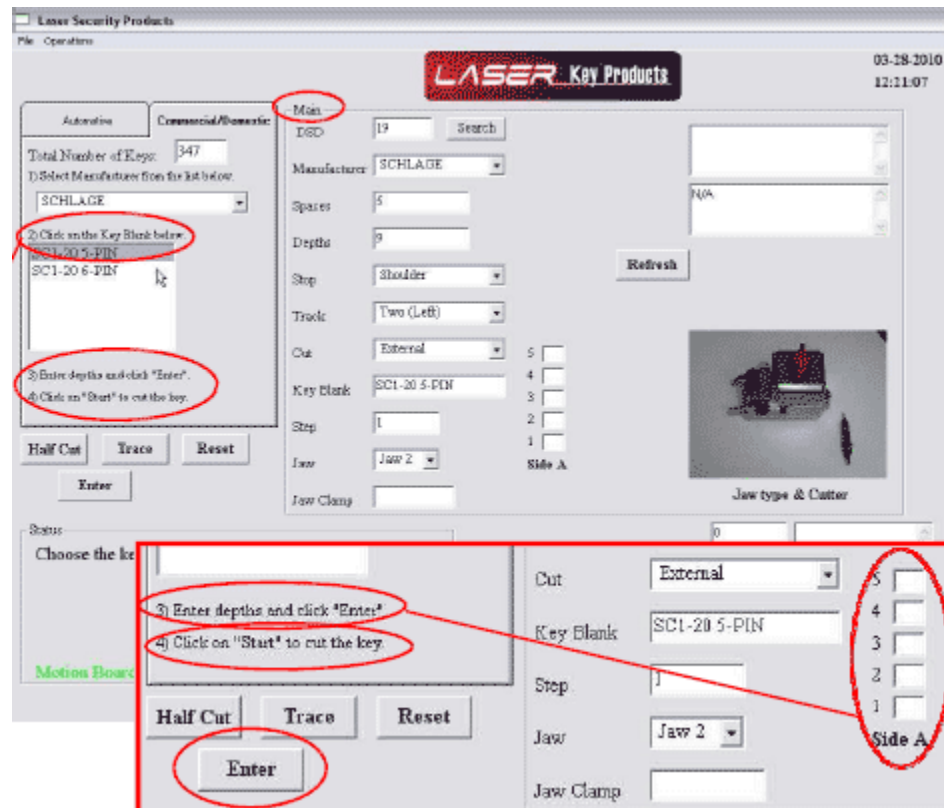 Laser Security Products
File Operations
LASER Key Products
03-28-2010
12:21:07
Automotive
Commercial/Domestic
Total Number of Keys: 347
1) Select Manufacturer from the list below.
SCHLAGE
2) Click on the Key Blank below.
SC1-20 5-PIN
SC1-20 6-PIN
3) Enter depths and click "Enter".
4) Click on "Start" to cut the key.
Half Cut Trace Reset
Enter
Main
DSD 19 Search
Manufacturer SCHLAGE
Spaces 5
Depths 9
Stop Shoulder
Track Two (Left)
Cut External
Key Blank SC1-20 5-PIN
Step 1
Jaw Jaw 2
Jaw Clamp
5
4
3
2
1
Side A
N/A
Refresh
Jaw type & Cutter
Status
Choose the ke
Motion Board
0
3) Enter depths and click "Enter"
4) Click on "Start" to cut the key.
Half Cut Trace Reset
Enter
Cut External
Key Blank SC1-20 5-PIN
Step 1
Jaw Jaw 2
Jaw Clamp
5
4
3
2
1
Side A